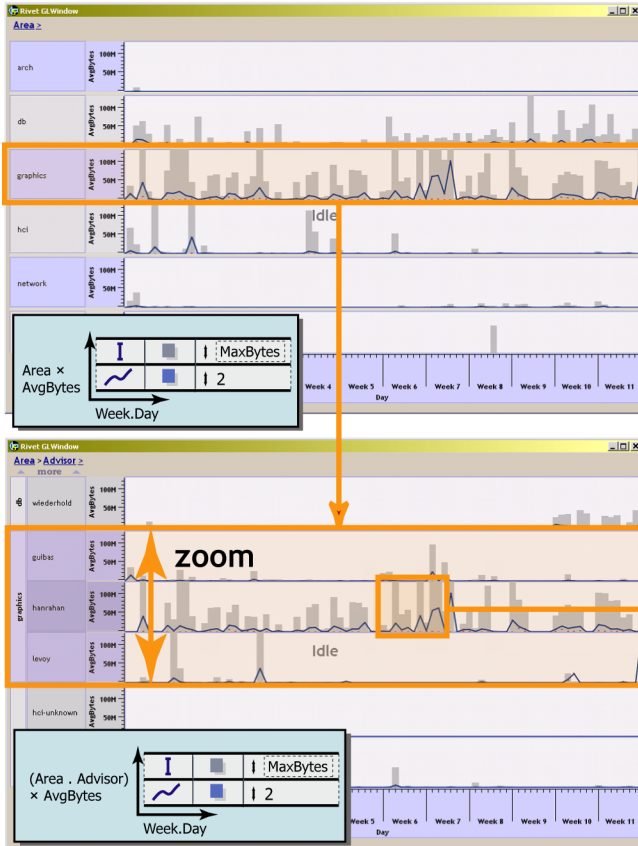 Rivet GLWindow
Area >
arch
AvgBytes
100M
50M
db
AvgBytes
100M
50M
graphics
AvgBytes
100M
50M
hci
AvgBytes
100M
50M
Idle
network
AvgBytes
100M
50M
Week 4 Week 5 Week 6 Week 7 Week 8 Week 9 Week 10 Week 11
Day
Area ×
AvgBytes
MaxBytes
2
Week.Day
Rivet GLWindow
Area > Advisor >
more
db
wiederhold
AvgBytes
100M
50M
graphics
guibas
AvgBytes
100M
50M
zoom
hanrahan
AvgBytes
100M
50M
levoy
AvgBytes
100M
50M
Idle
hci-unknown
AvgBytes
100M
50M
Week 5 Week 6 Week 7 Week 8 Week 9 Week 10 Week 11
Day
(Area . Advisor)
× AvgBytes
MaxBytes
2
Week.Day